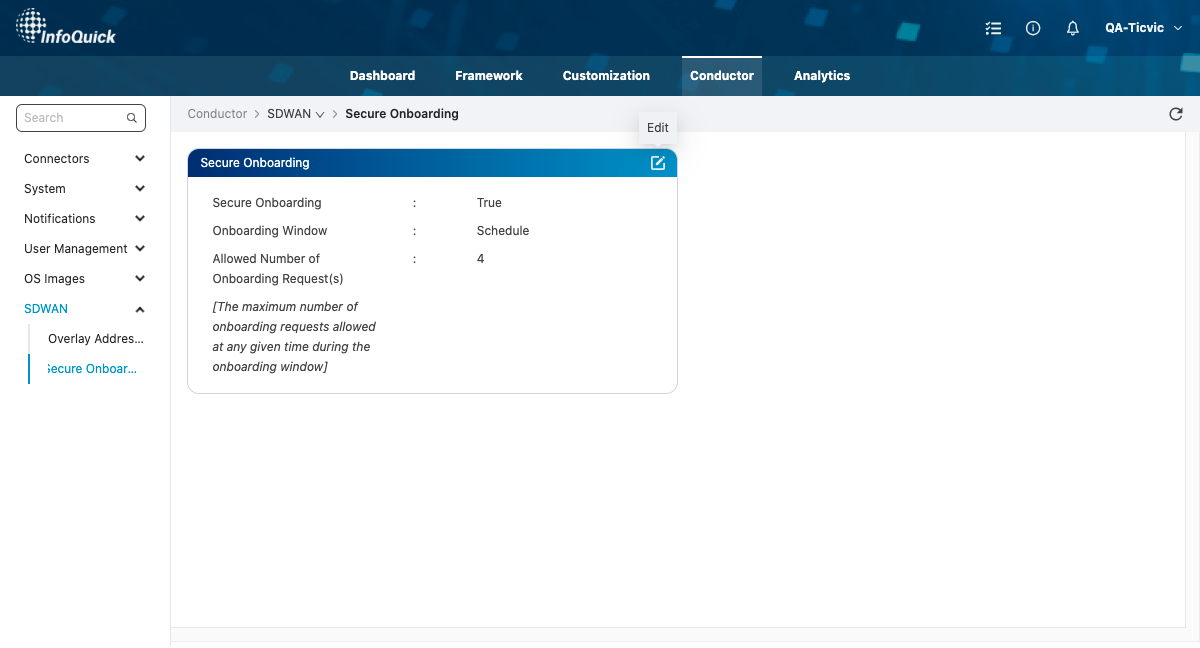 InfoQuick
QA-Ticvic
Dashboard
Framework
Customization
Conductor
Analytics
Search
Connectors
System
Notifications
User Management
OS Images
SDWAN
Overlay Addres...
Secure Onboar...
Conductor > SDWAN > Secure Onboarding
Edit
Secure Onboarding
Secure Onboarding : True
Onboarding Window : Schedule
Allowed Number of : 4
Onboarding Request(s)
[The maximum number of
onboarding requests allowed
at any given time during the
onboarding window]